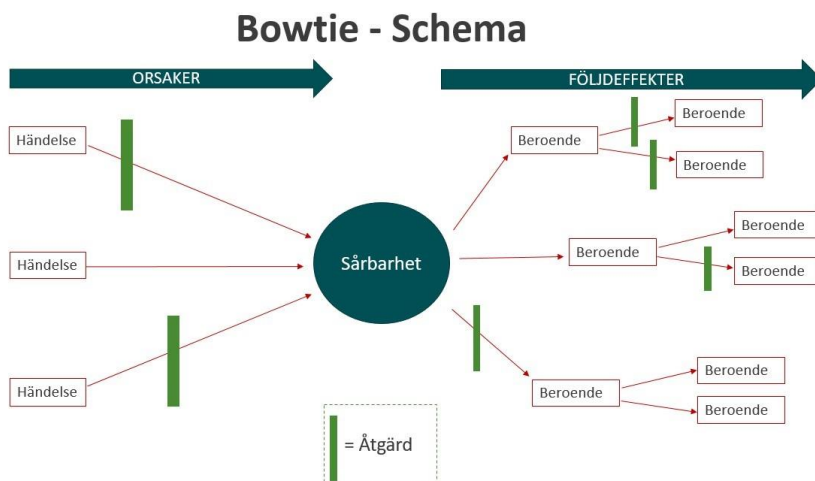 Bowtie - Schema
ORSAKER
FÖLJDEFFEKTER
Händelse
Händelse
Händelse
Sårbarhet
Beroende
Beroende
Beroende
Beroende
Beroende
Beroende
Beroende
Beroende
Beroende
= Åtgärd